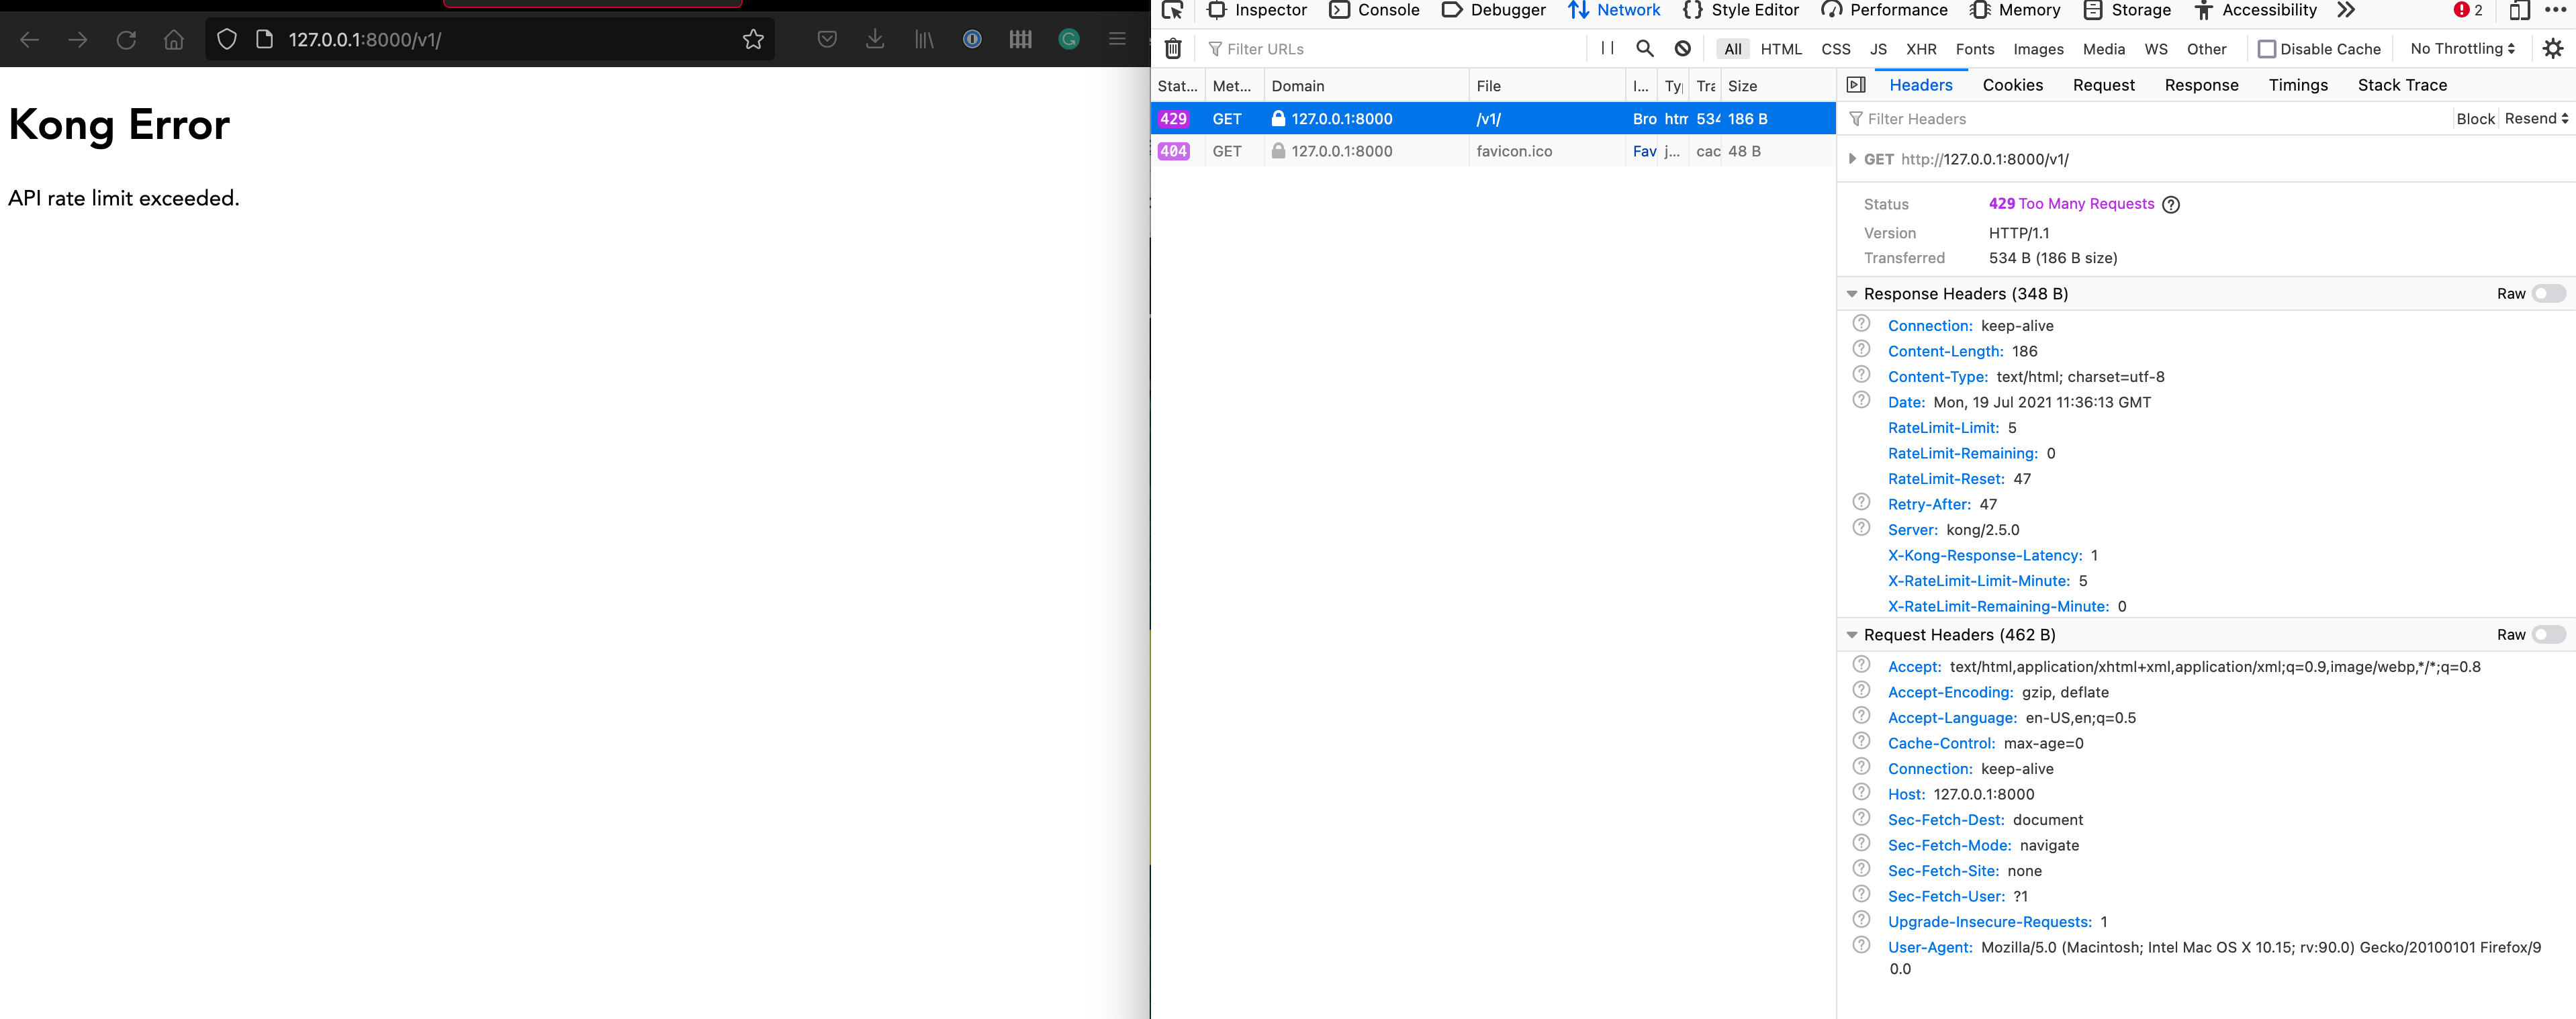 127.0.0.1:8000/v1/
Kong Error
API rate limit exceeded.
Inspector Console Debugger Network Style Editor Performance Memory Storage Accessibility 2
Filter URLs All HTML CSS JS XHR Fonts Images Media WS Other Disable Cache No Throttling
Stat... Met... Domain File I... Ty Tra Size
429 GET 127.0.0.1:8000 /v1/ Bro htm 534 186 B
404 GET 127.0.0.1:8000 favicon.ico Fav j... cac 48 B
Headers Cookies Request Response Timings Stack Trace
Filter Headers Block Resend
GET http://127.0.0.1:8000/v1/
Status 429 Too Many Requests
Version HTTP/1.1
Transferred 534 B (186 B size)
Response Headers (348 B) Raw
Connection: keep-alive
Content-Length: 186
Content-Type: text/html; charset=utf-8
Date: Mon, 19 Jul 2021 11:36:13 GMT
RateLimit-Limit: 5
RateLimit-Remaining: 0
RateLimit-Reset: 47
Retry-After: 47
Server: kong/2.5.0
X-Kong-Response-Latency: 1
X-RateLimit-Limit-Minute: 5
X-RateLimit-Remaining-Minute: 0
Request Headers (462 B) Raw
Accept: text/html,application/xhtml+xml,application/xml;q=0.9,image/webp,*/*;q=0.8
Accept-Encoding: gzip, deflate
Accept-Language: en-US,en;q=0.5
Cache-Control: max-age=0
Connection: keep-alive
Host: 127.0.0.1:8000
Sec-Fetch-Dest: document
Sec-Fetch-Mode: navigate
Sec-Fetch-Site: none
Sec-Fetch-User: ?1
Upgrade-Insecure-Requests: 1
User-Agent: Mozilla/5.0 (Macintosh; Intel Mac OS X 10.15; rv:90.0) Gecko/20100101 Firefox/9
0.0